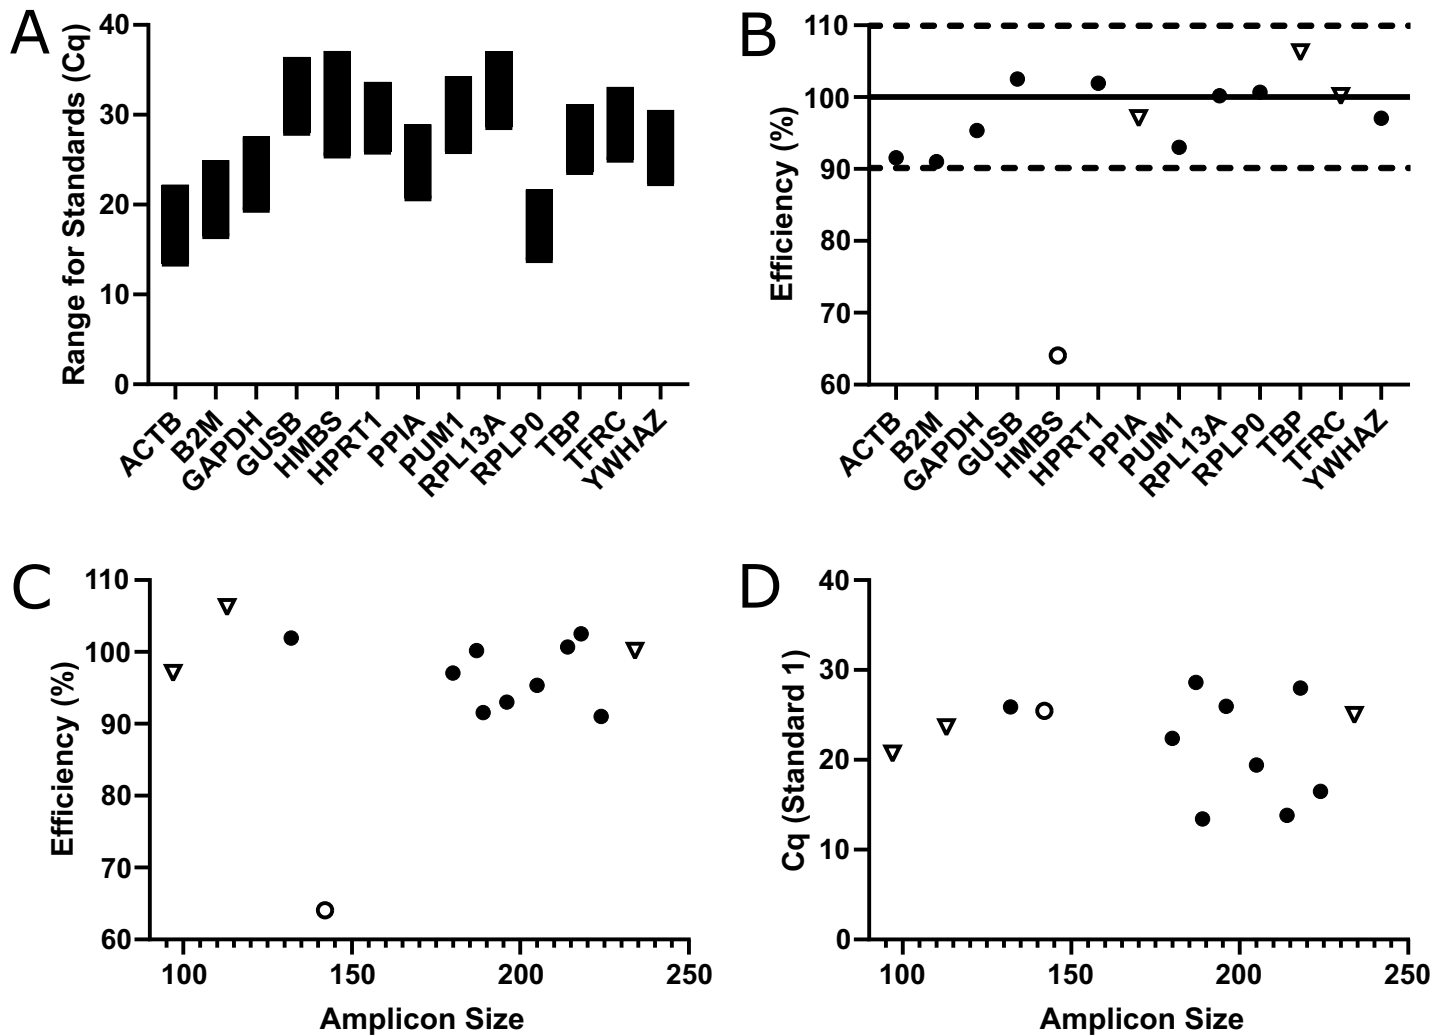 A
Range for Standards (Cq)
40
30
20
10
0
ACTB
B2M
GAPDH
GUSB
HMBS
HPRT1
PPIA
PUM1
RPL13A
RPLP0
TBP
TFRC
YWHAZ
B
Efficiency (%)
110
100
90
80
70
60
ACTB
B2M
GAPDH
GUSB
HMBS
HPRT1
PPIA
PUM1
RPL13A
RPLP0
TBP
TFRC
YWHAZ
C
Efficiency (%)
110
100
90
80
70
60
100 150 200 250
Amplicon Size
D
Cq (Standard 1)
40
30
20
10
0
100 150 200 250
Amplicon Size